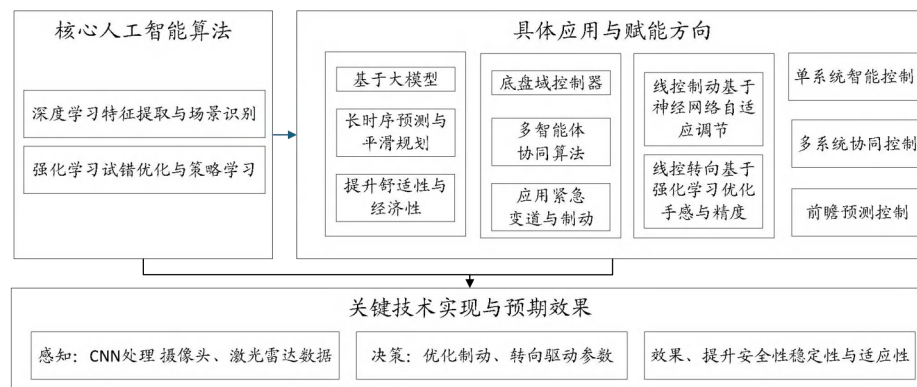 核心人工智能算法
深度学习特征提取与场景识别
强化学习试错优化与策略学习
具体应用与赋能方向
基于大模型
长时序预测与
平滑规划
提升舒适性与
经济性
底盘域控制器
多智能体
协同算法
应用紧急
变道与制动
线控制动基于
神经网络自适
应调节
线控转向基于
强化学习优化
手感与精度
单系统智能控制
多系统协同控制
前瞻预测控制
关键技术实现与预期效果
感知：CNN处理 摄像头、激光雷达数据
决策：优化制动、转向驱动参数
效果、提升安全性稳定性与适应性